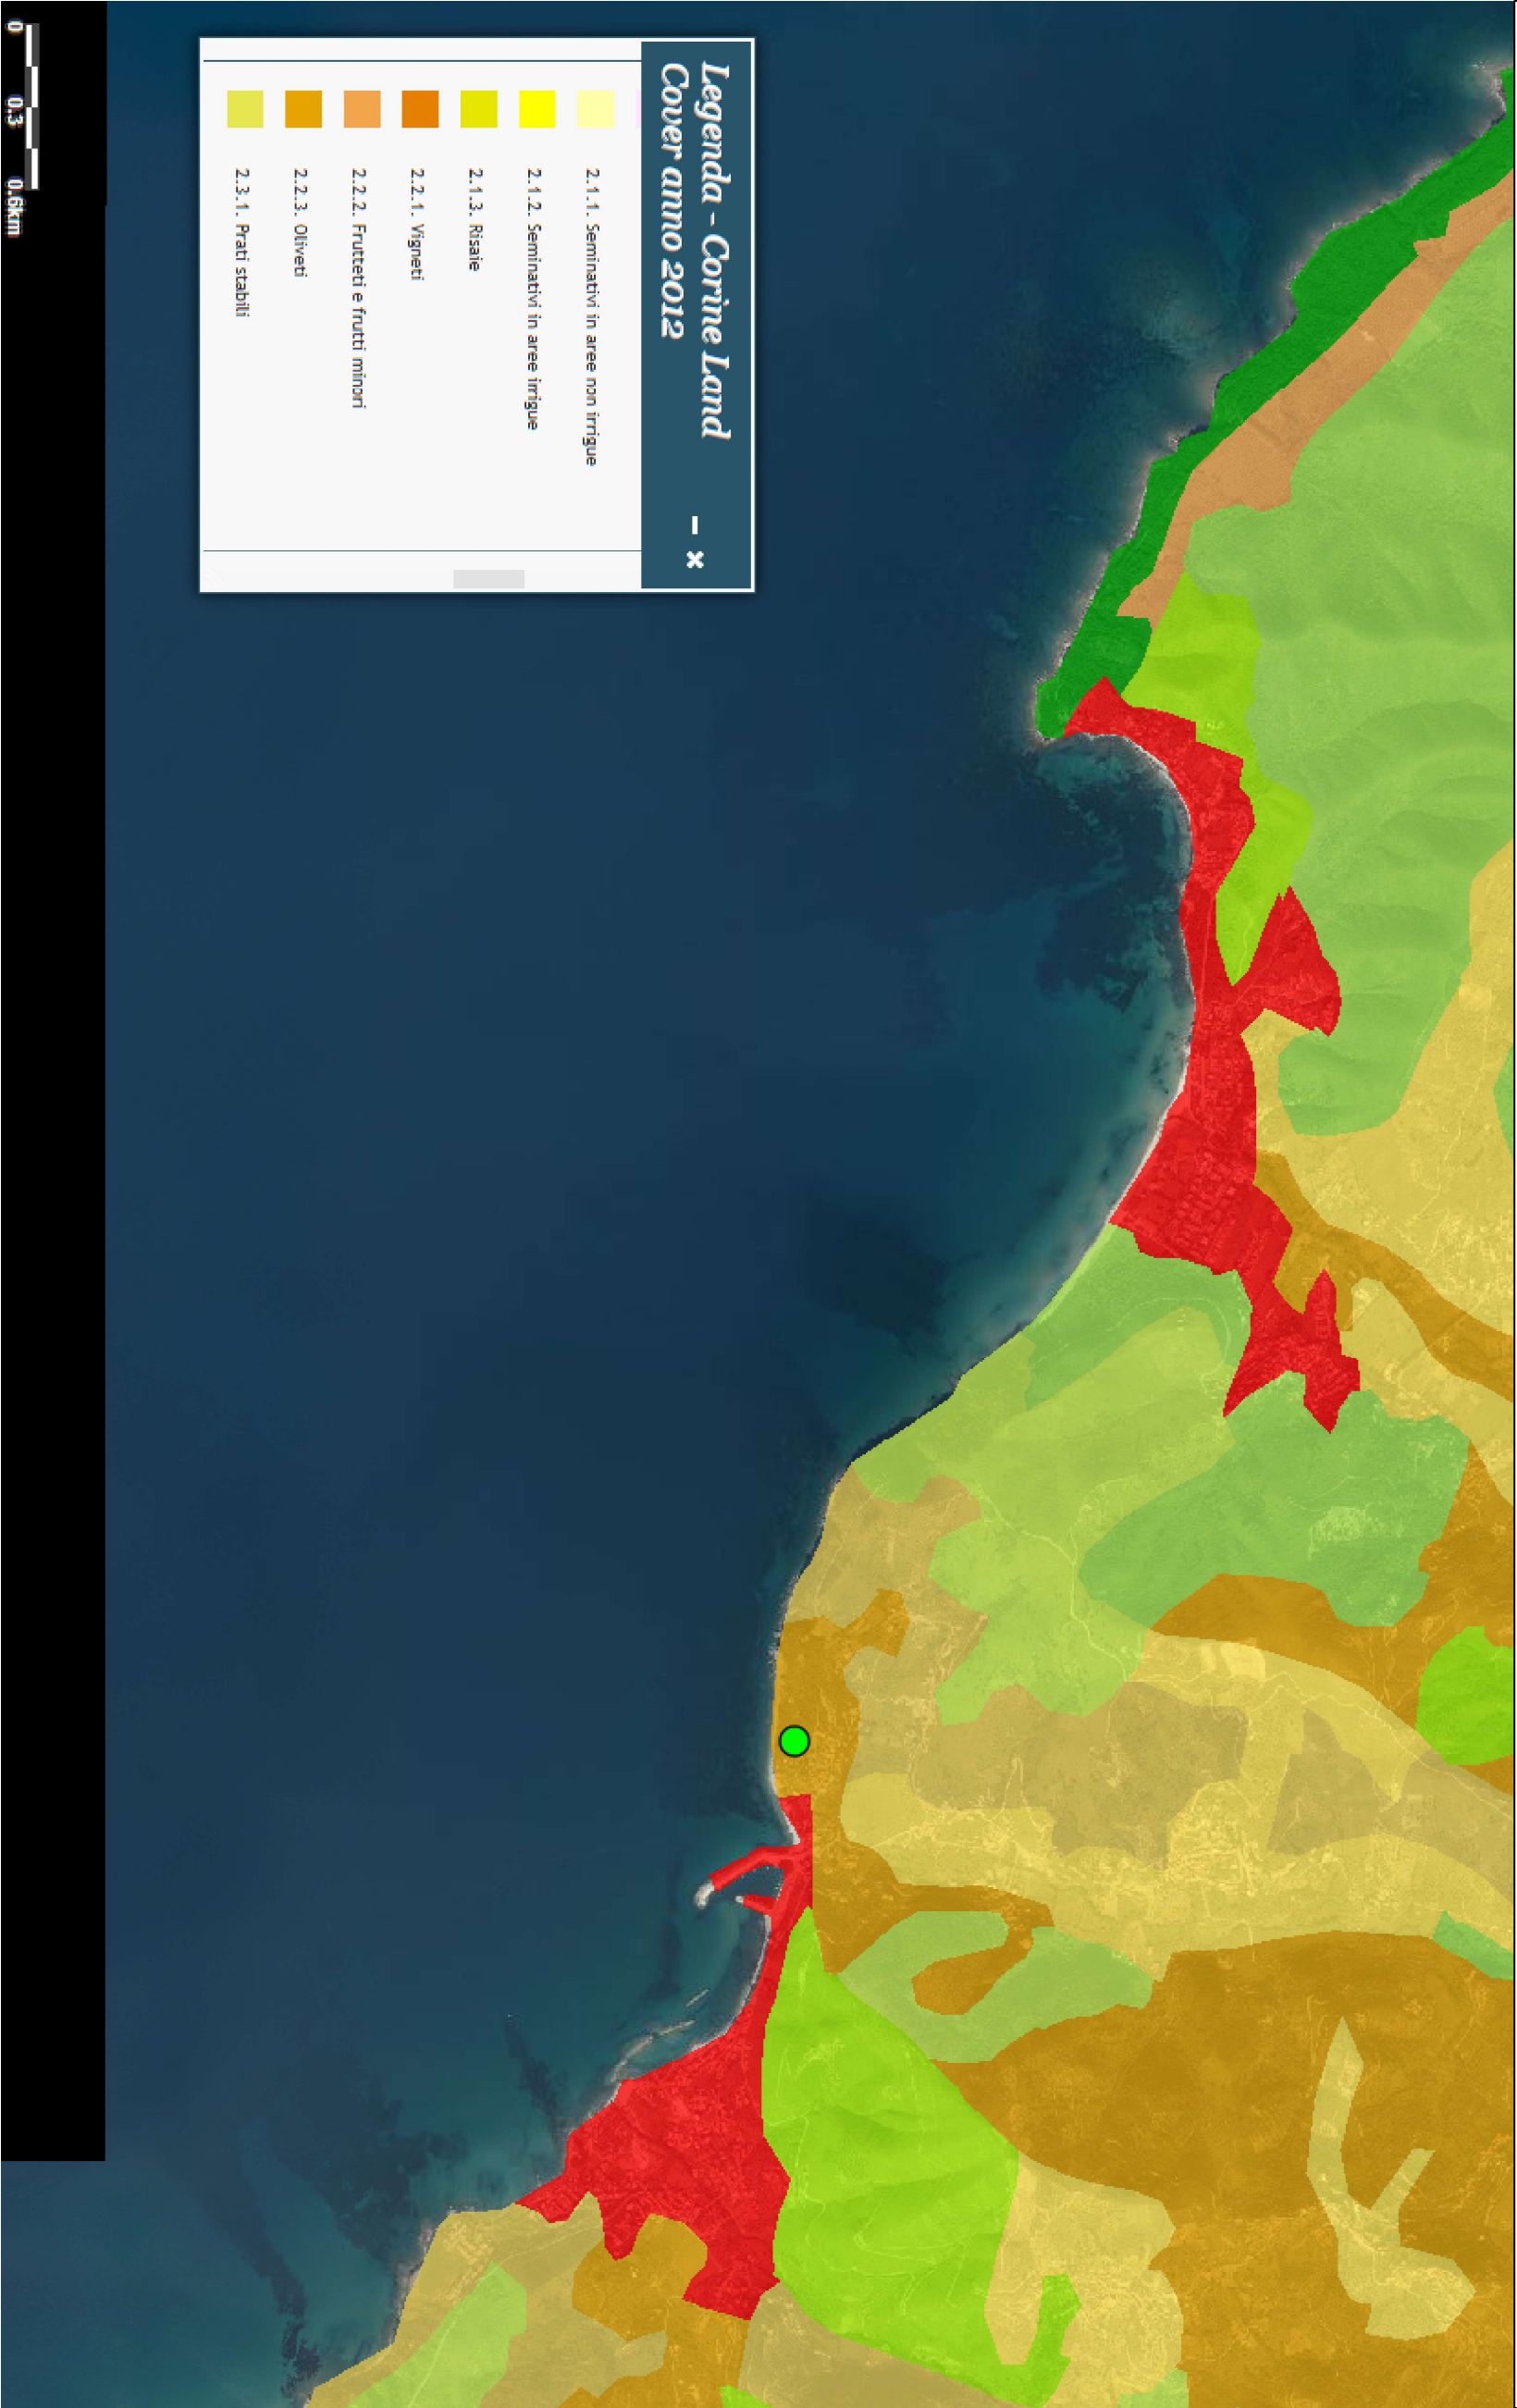 Legenda - Corine Land
Cover anno 2012
2.1.1. Seminativi in aree non irrigue
2.1.2. Seminativi in aree irrigue
2.1.3. Risaie
2.2.1. Vigneti
2.2.2. Frutteti e frutti minori
2.2.3. Oliveti
2.3.1. Prati stabili
0 0.3 0.6km